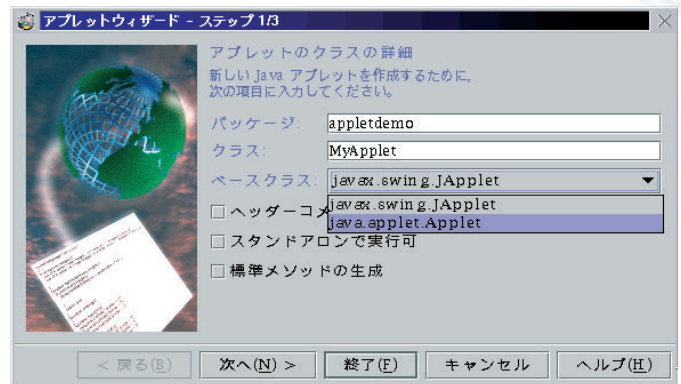 アプレットウィザード - ステップ 1/3
アプレットのクラスの詳細
新しい Java アプレットを作成するために,
次の項目に入力してください。
パッケージ: appletdemo
クラス: MyApplet
ベースクラス: javax.swing.JApplet
javax.swing.JApplet
java.applet.Applet
ヘッダーコメ
スタンドアロンで実行可
標準メソッドの生成
< 戻る(B) 次へ(N) > 終了(F) キャンセル ヘルプ(H)